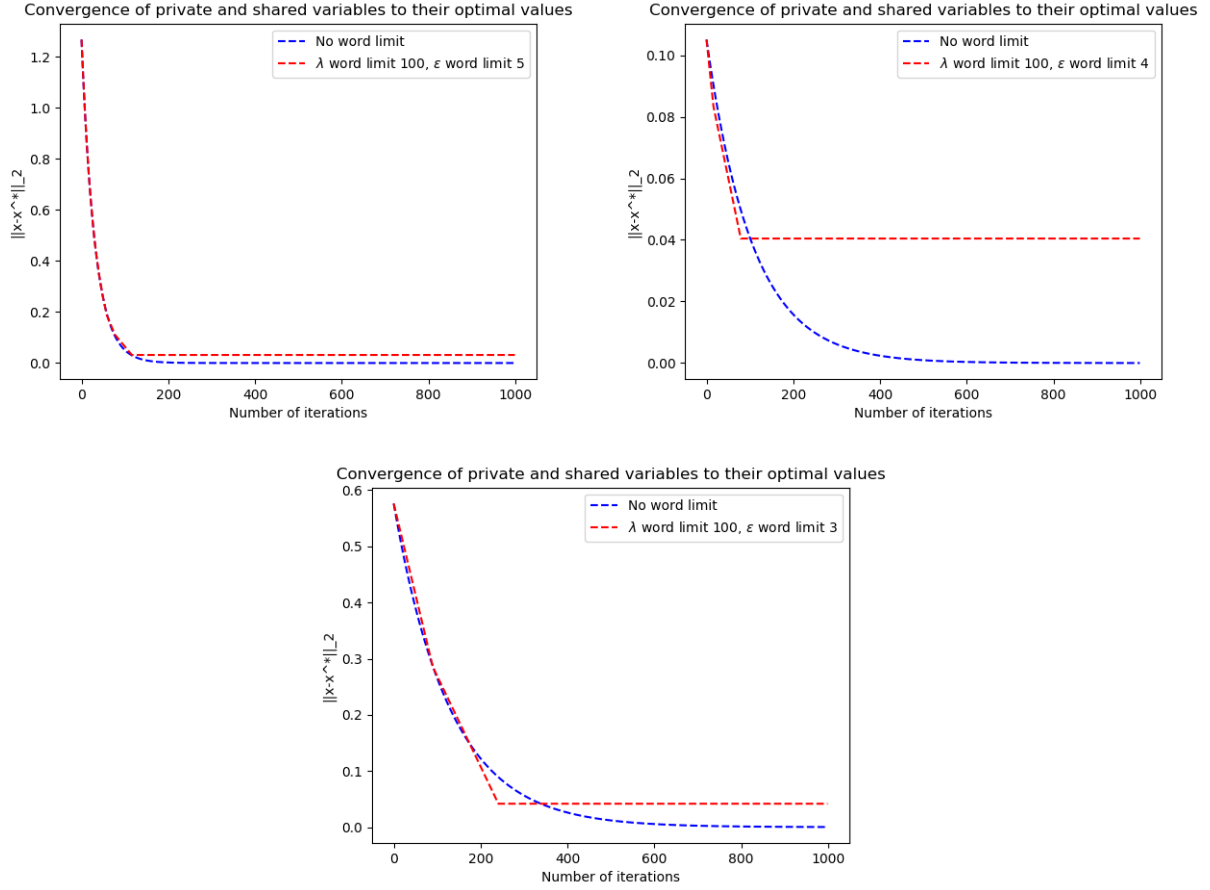 Convergence of private and shared variables to their optimal values
No word limit
λ word limit 100, ε word limit 5
||x-x^*||_2
1.2
1.0
0.8
0.6
0.4
0.2
0.0
0 200 400 600 800 1000
Number of iterctions
Convergence of private and shared variables to their optimal values
No word limit
λ word limit 100, ε word limit 4
||x-x^*||_2
0.10
0.08
0.06
0.04
0.02
0.00
0 200 400 600 800 1000
Number of iterctions
Convergence of private and shared variables to their optimal values
No word limit
λ word limit 100, ε word limit 3
||x-x^*||_2
0.6
0.5
0.4
0.3
0.2
0.1
0.0
0 200 400 600 800 1000
Number of iterctions